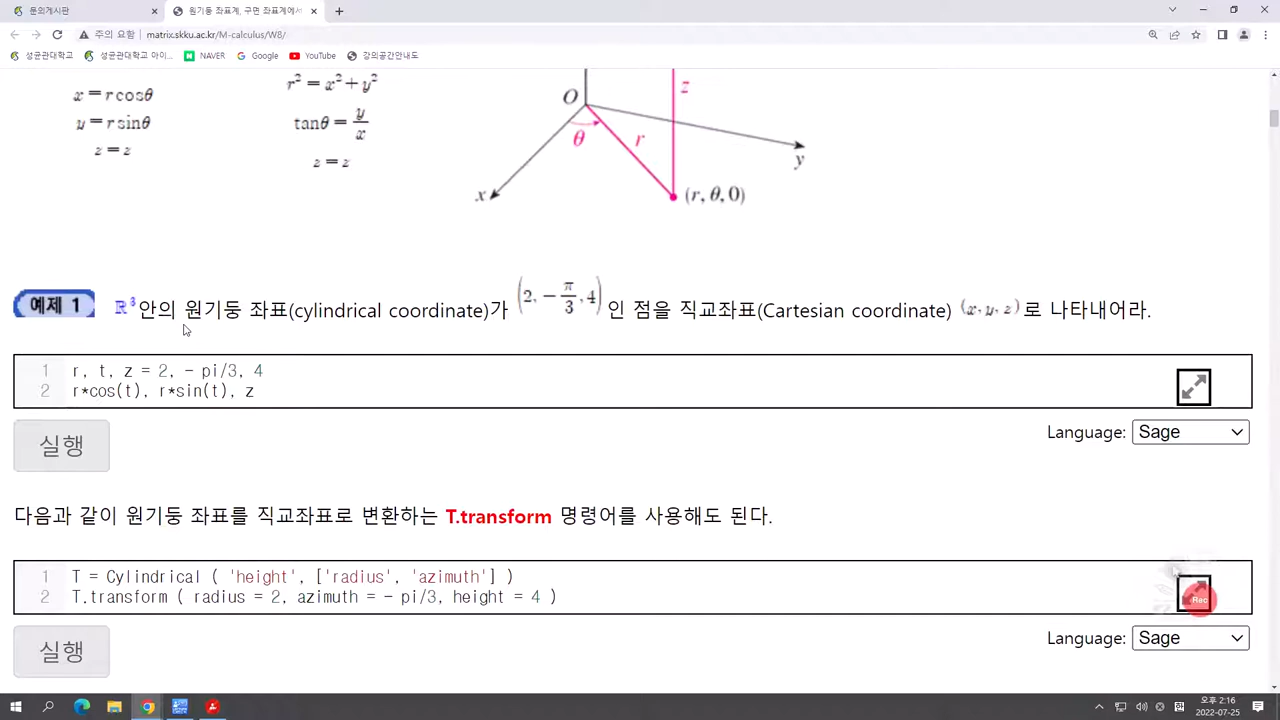 문의게시판
원기둥 좌표계, 구면 좌표계에서
주의 요함
matrix.skku.ac.kr/M-calculus/W8/
성균관대학교
성균관대학교 아이...
NAVER
Google
YouTube
강의공간안내도
x = r cosθ
y = r sinθ
z = z
r² = x² + y²
tanθ = y/x
z = z
O
θ
r
z
x
y
(r, θ, 0)
예제 1 ℝ³안의 원기둥 좌표(cylindrical coordinate)가 (2, −π/3, 4) 인 점을 직교좌표(Cartesian coordinate) (x, y, z) 로 나타내어라.
1 r, t, z = 2, - pi/3, 4
2 r*cos(t), r*sin(t), z
실행
Language: Sage
다음과 같이 원기둥 좌표를 직교좌표로 변환하는 T.transform 명령어를 사용해도 된다.
1 T = Cylindrical ( 'height', ['radius', 'azimuth'] )
2 T.transform ( radius = 2, azimuth = - pi/3, height = 4 )
Rec
실행
Language: Sage
오후 2:16
2022-07-25